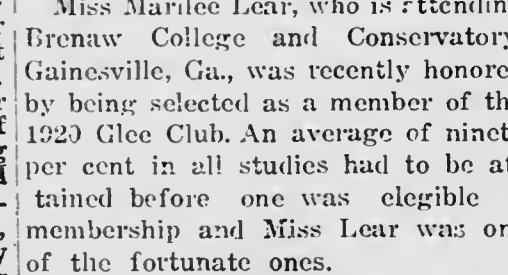 Miss Marilee Lear, who is attendin
Brenaw College and Conservatory
Gainesville, Ga., was recently honore
by being selected as a member of th
1920 Glee Club. An average of ninet
per cent in all studies had to be at
tained before one was elegible
membership and Miss Lear was on
of the fortunate ones.